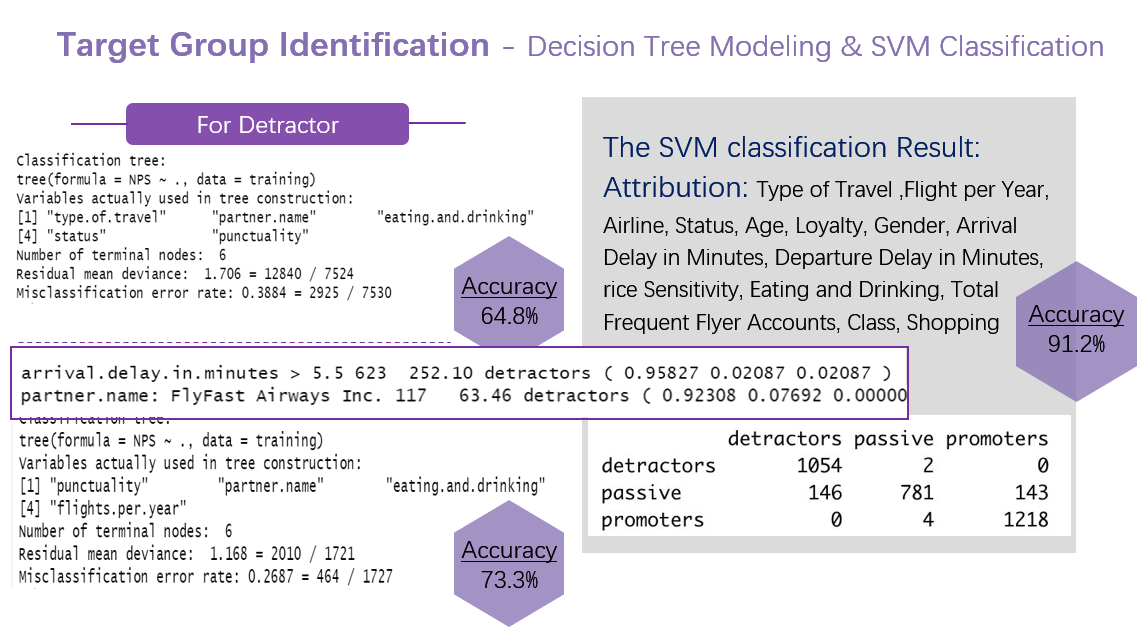 Target Group Identification - Decision Tree Modeling & SVM Classification
For Detractor
Classification tree:
tree(formula = NPS ~ ., data = training)
Variables actually used in tree construction:
[1] "type.of.travel" "partner.name" "eating.and.drinking"
[4] "status" "punctuality"
Number of terminal nodes: 6
Residual mean deviance: 1.706 = 12840 / 7524
Misclassification error rate: 0.3884 = 2925 / 7530
Accuracy
64.8%
arrival.delay.in.minutes > 5.5 623 252.10 detractors ( 0.95827 0.02087 0.02087 )
partner.name: FlyFast Airways Inc. 117 63.46 detractors ( 0.92308 0.07692 0.00000
Classification tree:
tree(formula = NPS ~ ., data = training)
Variables actually used in tree construction:
[1] "punctuality" "partner.name" "eating.and.drinking"
[4] "flights.per.year"
Number of terminal nodes: 6
Residual mean deviance: 1.168 = 2010 / 1721
Misclassification error rate: 0.2687 = 464 / 1727
Accuracy
73.3%
The SVM classification Result:
Attribution: Type of Travel ,Flight per Year,
Airline, Status, Age, Loyalty, Gender, Arrival
Delay in Minutes, Departure Delay in Minutes,
rice Sensitivity, Eating and Drinking, Total
Frequent Flyer Accounts, Class, Shopping
Accuracy
91.2%
detractors passive promoters
detractors 1054 2 0
passive 146 781 143
promoters 0 4 1218